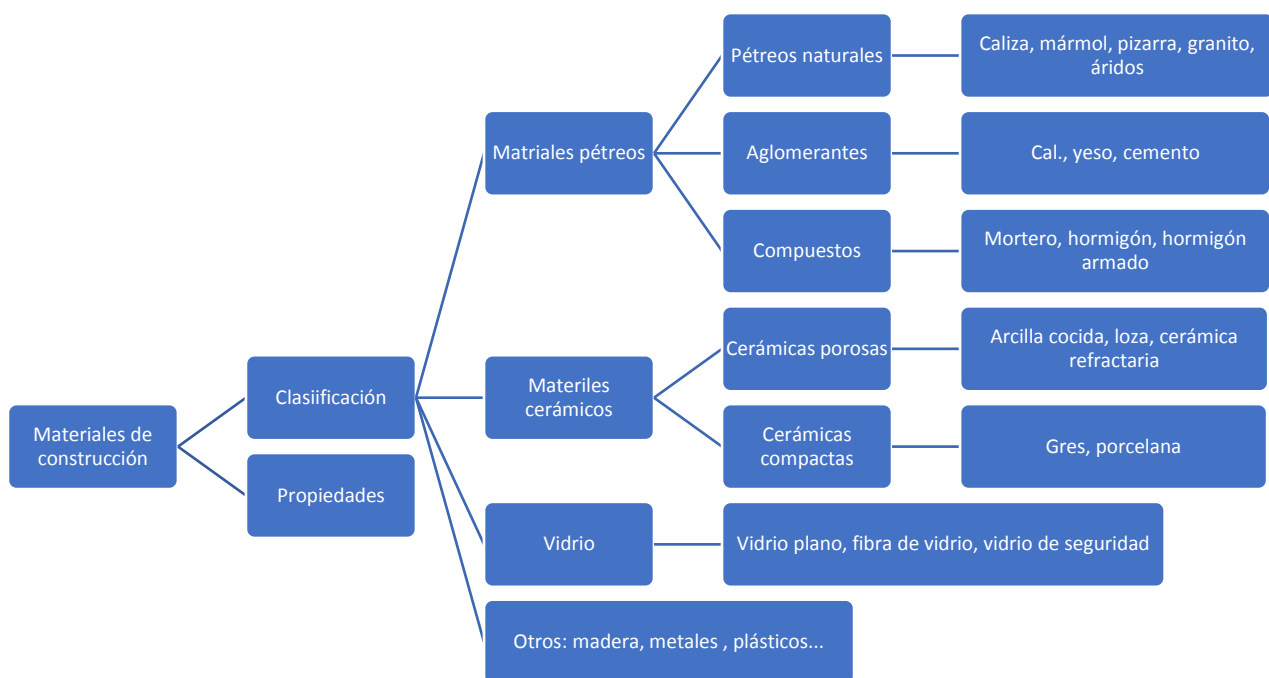 Materiales de
construcción
Clasiificación
Propiedades
Matriales pétreos
Pétreos naturales
Caliza, mármol, pizarra, granito,
áridos
Aglomerantes
Cal., yeso, cemento
Compuestos
Mortero, hormigón, hormigón
armado
Materiles
cerámicos
Cerámicas porosas
Arcilla cocida, loza, cerámica
refractaria
Cerámicas
compactas
Gres, porcelana
Vidrio
Vidrio plano, fibra de vidrio, vidrio de seguridad
Otros: madera, metales , plásticos...